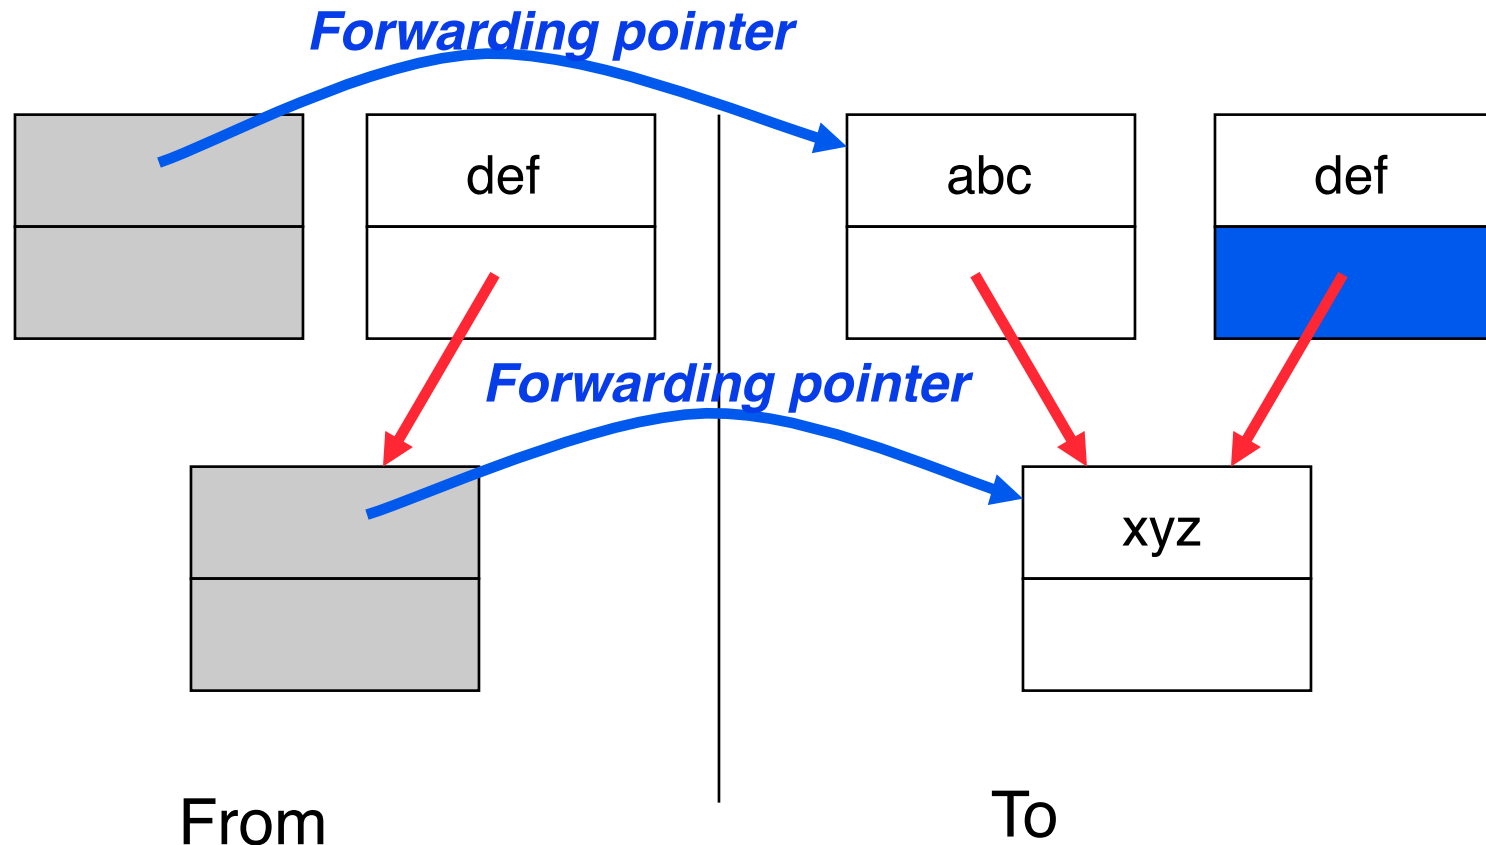 Forwarding pointer
def
abc
def
Forwarding pointer
xyz
From
To